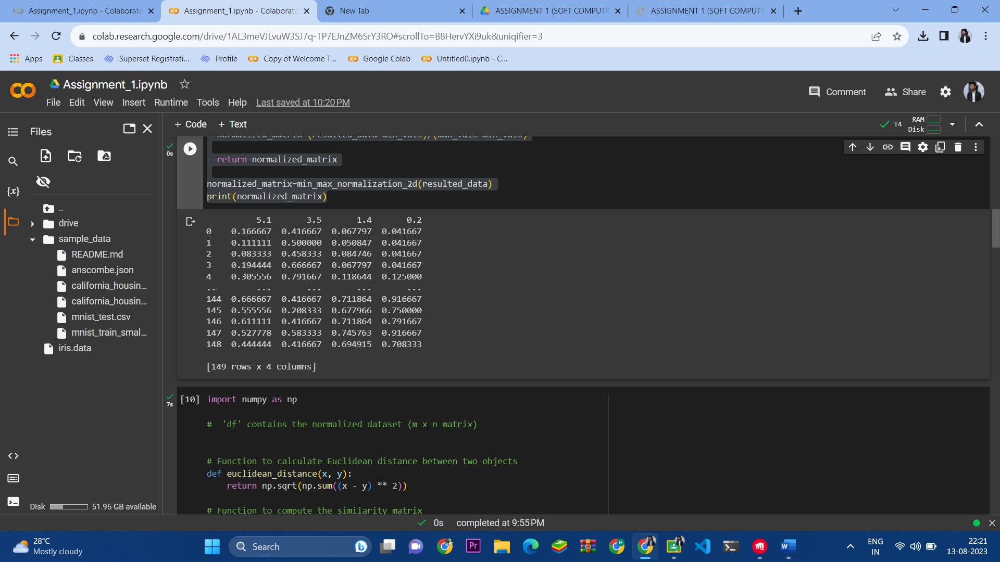 Assignment_1.ipynb - Colaborato
Assignment_1.ipynb - Colaborato
New Tab
ASSIGNMENT 1 (SOFT COMPUTI
ASSIGNMENT 1 (SOFT COMPUTI
colab.research.google.com/drive/1AL3meVJLvuW3SJ7q-TP7EJnZM6SrY3RO#scrollTo=B8HervYXi9uk&uniqifier=3
Apps
Classes
Superset Registrati...
Profile
Copy of Welcome T...
Google Colab
Untitled0.ipynb - C...
Assignment_1.ipynb
File Edit View Insert Runtime Tools Help Last saved at 10:20 PM
Comment
Share
Files
+ Code + Text
T4
RAM
Disk
..
drive
sample_data
README.md
anscombe.json
california_housin...
california_housin...
mnist_test.csv
mnist_train_smal...
iris.data
Disk 51.95 GB available
{x}
0s
normalized_matrix=(resulted_data-min_vals)/(max_vals-min_vals)
return normalized_matrix
normalized_matrix=min_max_normalization_2d(resulted_data)
print(normalized_matrix)
5.1 3.5 1.4 0.2
0 0.166667 0.416667 0.067797 0.041667
1 0.111111 0.500000 0.050847 0.041667
2 0.083333 0.458333 0.084746 0.041667
3 0.194444 0.666667 0.067797 0.041667
4 0.305556 0.791667 0.118644 0.125000
.. ... ... ... ...
144 0.666667 0.416667 0.711864 0.916667
145 0.555556 0.208333 0.677966 0.750000
146 0.611111 0.416667 0.711864 0.791667
147 0.527778 0.583333 0.745763 0.916667
148 0.444444 0.416667 0.694915 0.708333
[149 rows x 4 columns]
7s
[10] import numpy as np
# 'df' contains the normalized dataset (m x n matrix)
# Function to calculate Euclidean distance between two objects
def euclidean_distance(x, y):
return np.sqrt(np.sum((x - y) ** 2))
# Function to compute the similarity matrix
0s completed at 9:55 PM
28°C
Mostly cloudy
Search
Pr
H
W
ENG
IN
22:21
13-08-2023